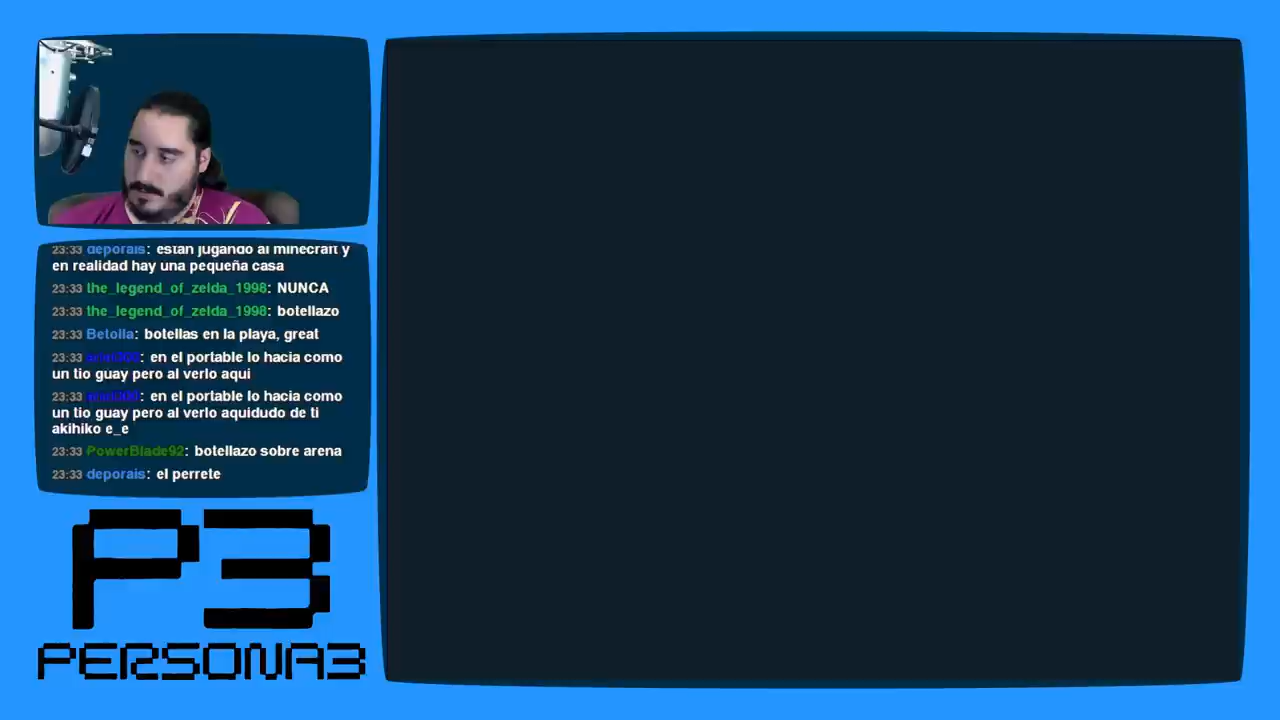 23:33 deporais: están jugando al minecraft y
en realidad hay una pequeña casa
23:33 the_legend_of_zelda_1998: NUNCA
23:33 the_legend_of_zelda_1998: botellazo
23:33 Betolla: botellas en la playa, great
23:33 : en el portable lo hacia como
un tio guay pero al verlo aqui
23:33 : en el portable lo hacia como
un tio guay pero al verlo aquidudo de ti
akihiko e_e
23:33 PowerBlade92: botellazo sobre arena
23:33 deporais: el perrete
P3
PERSONA3